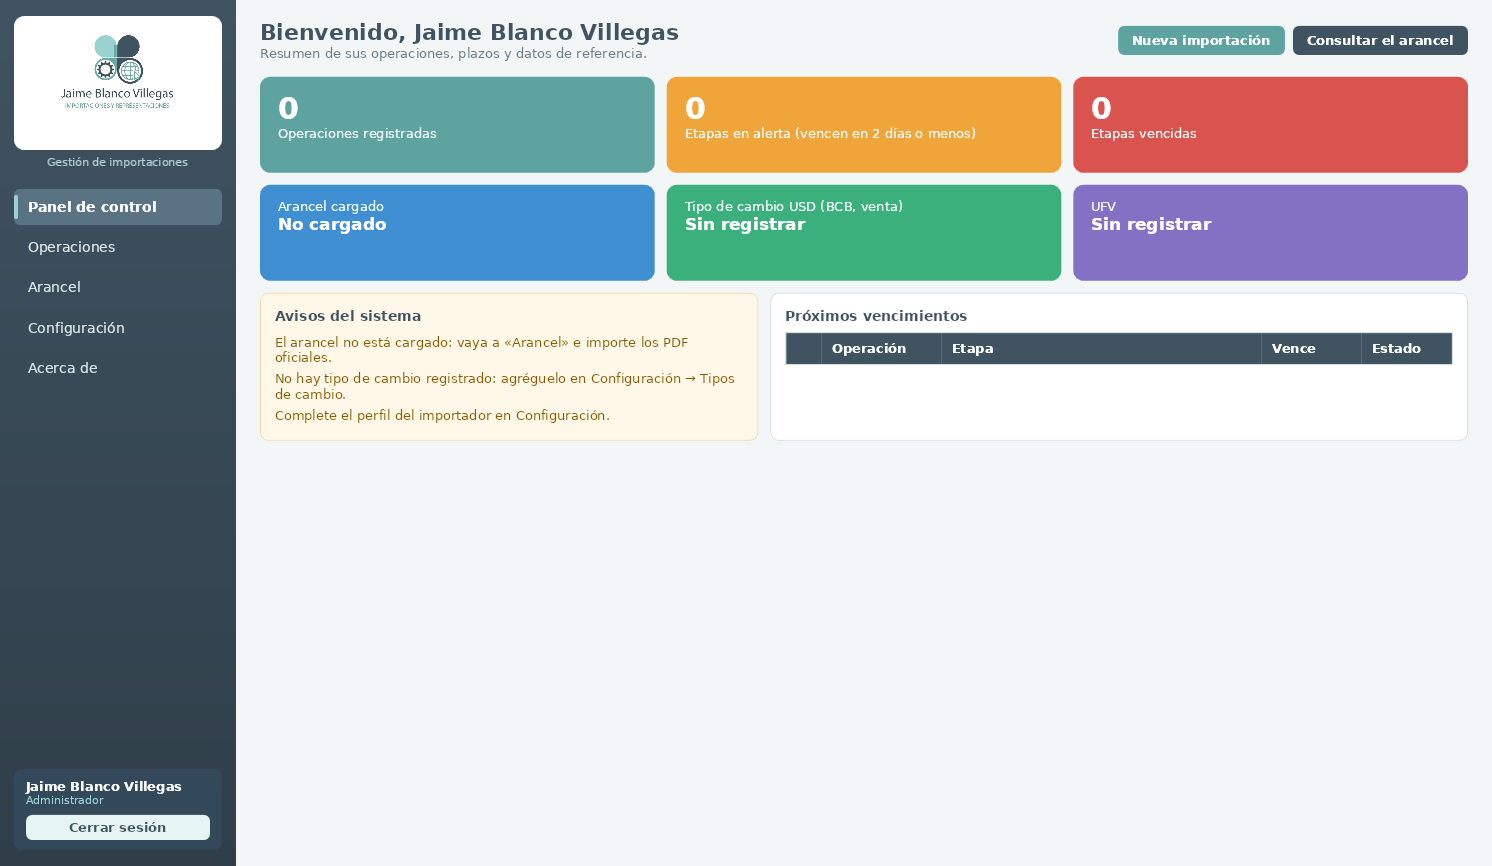 Jaime Blanco Villegas
IMPORTACIONES Y REPRESENTACIONES
Gestión de importaciones
Panel de control
Operaciones
Arancel
Configuración
Acerca de
Jaime Blanco Villegas
Administrador
Cerrar sesión
Bienvenido, Jaime Blanco Villegas
Resumen de sus operaciones, plazos y datos de referencia.
Nueva importación
Consultar el arancel
0
Operaciones registradas
0
Etapas en alerta (vencen en 2 días o menos)
0
Etapas vencidas
Arancel cargado
No cargado
Tipo de cambio USD (BCB, venta)
Sin registrar
UFV
Sin registrar
Avisos del sistema
El arancel no está cargado: vaya a «Arancel» e importe los PDF
oficiales.
No hay tipo de cambio registrado: agréguelo en Configuración → Tipos
de cambio.
Complete el perfil del importador en Configuración.
Próximos vencimientos
Operación Etapa Vence Estado